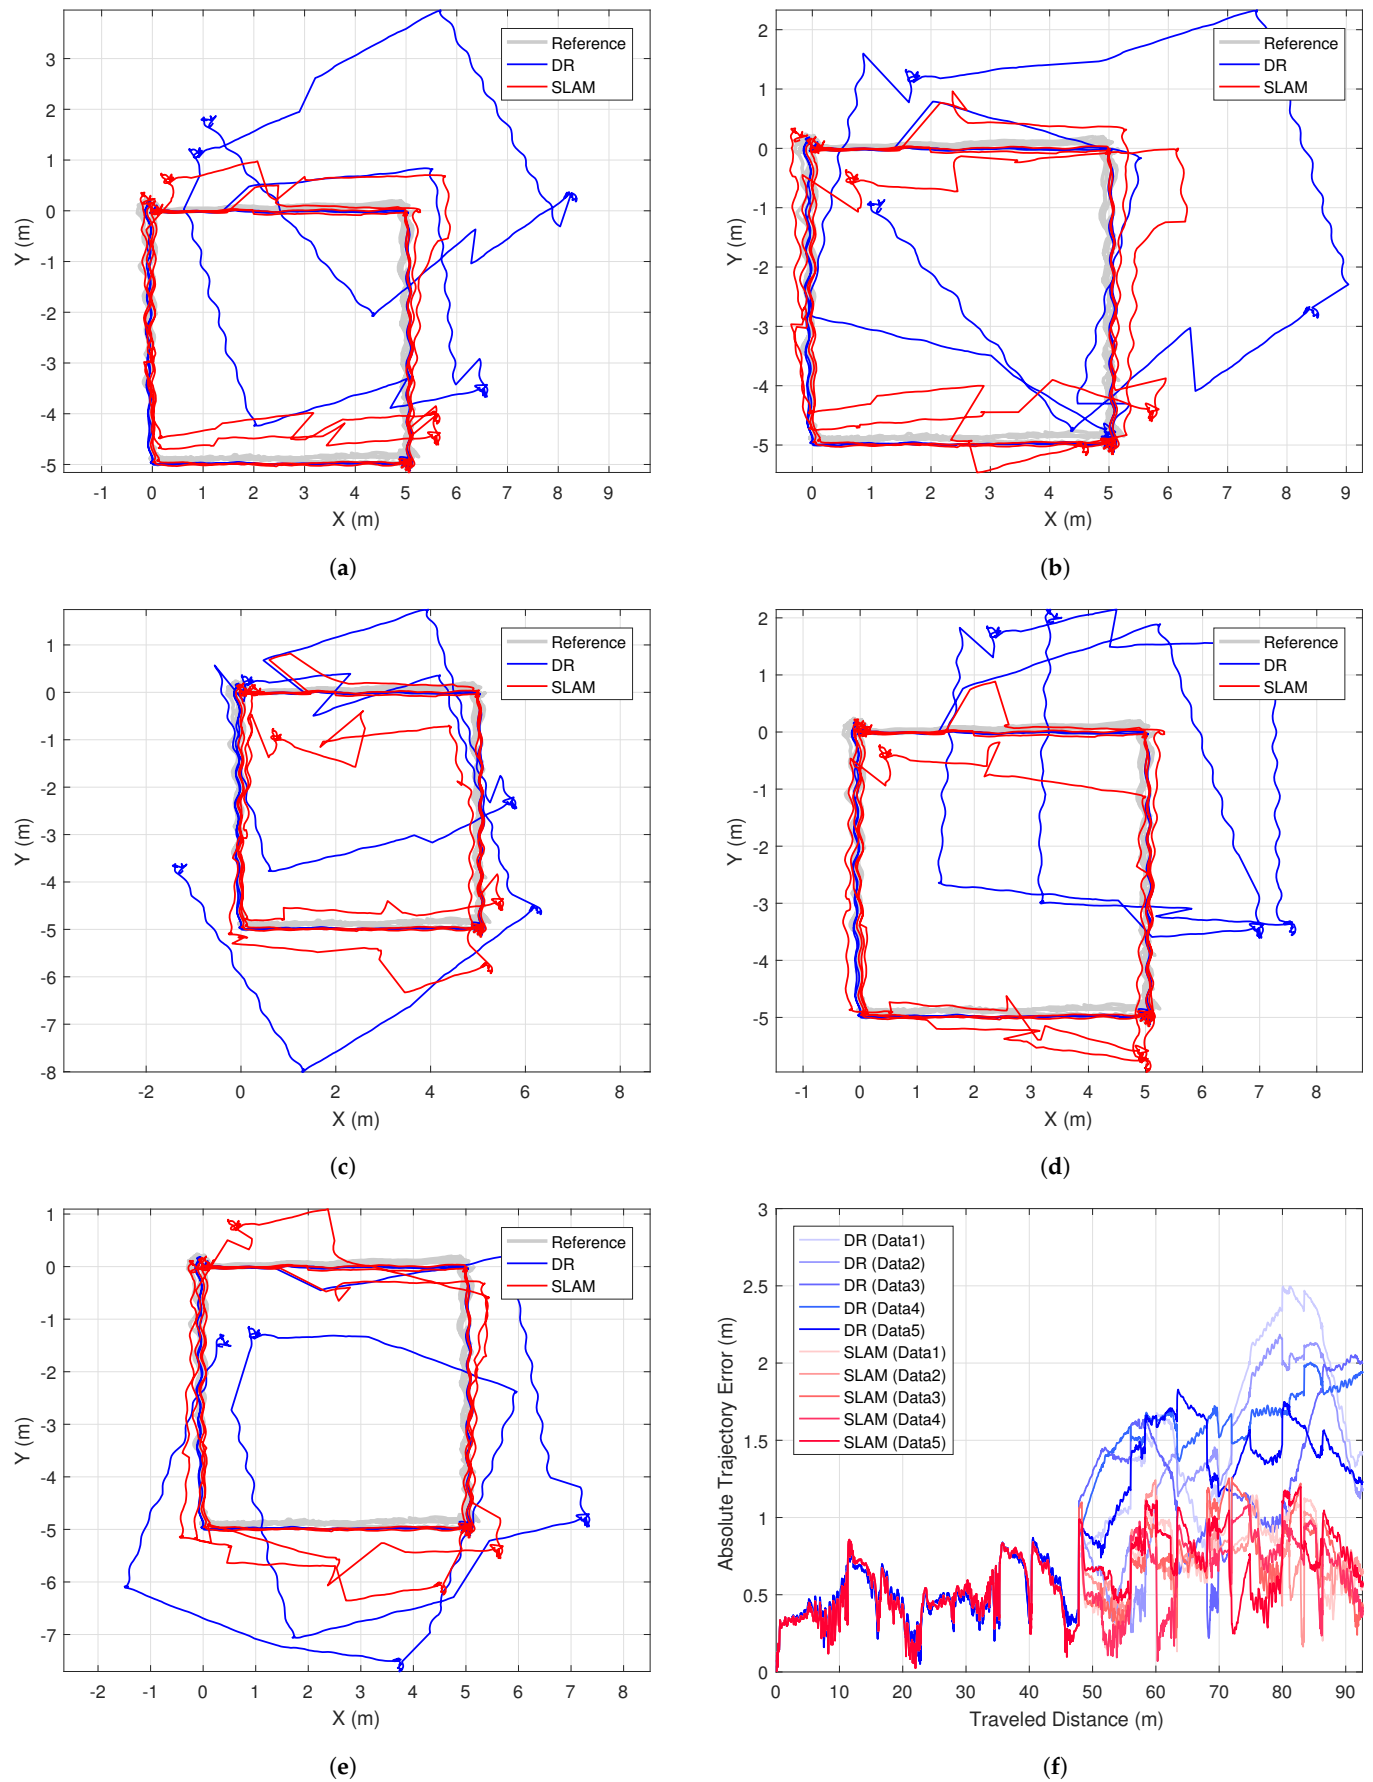 3
2
1
0
-1
-2
-3
-4
-5
-1 0 1 2 3 4 5 6 7 8 9
Y (m)
X (m)
Reference
DR
SLAM
(a)
2
1
0
-1
-2
-3
-4
-5
0 1 2 3 4 5 6 7 8 9
Y (m)
X (m)
Reference
DR
SLAM
(b)
1
0
-1
-2
-3
-4
-5
-6
-7
-8
-2 0 2 4 6 8
Y (m)
X (m)
Reference
DR
SLAM
(c)
2
1
0
-1
-2
-3
-4
-5
-1 0 1 2 3 4 5 6 7 8
Y (m)
X (m)
Reference
DR
SLAM
(d)
1
0
-1
-2
-3
-4
-5
-6
-7
-2 -1 0 1 2 3 4 5 6 7 8
Y (m)
X (m)
Reference
DR
SLAM
(e)
3
2.5
2
1.5
1
0.5
0
0 10 20 30 40 50 60 70 80 90
Absolute Trajectory Error (m)
Traveled Distance (m)
DR (Data1)
DR (Data2)
DR (Data3)
DR (Data4)
DR (Data5)
SLAM (Data1)
SLAM (Data2)
SLAM (Data3)
SLAM (Data4)
SLAM (Data5)
(f)